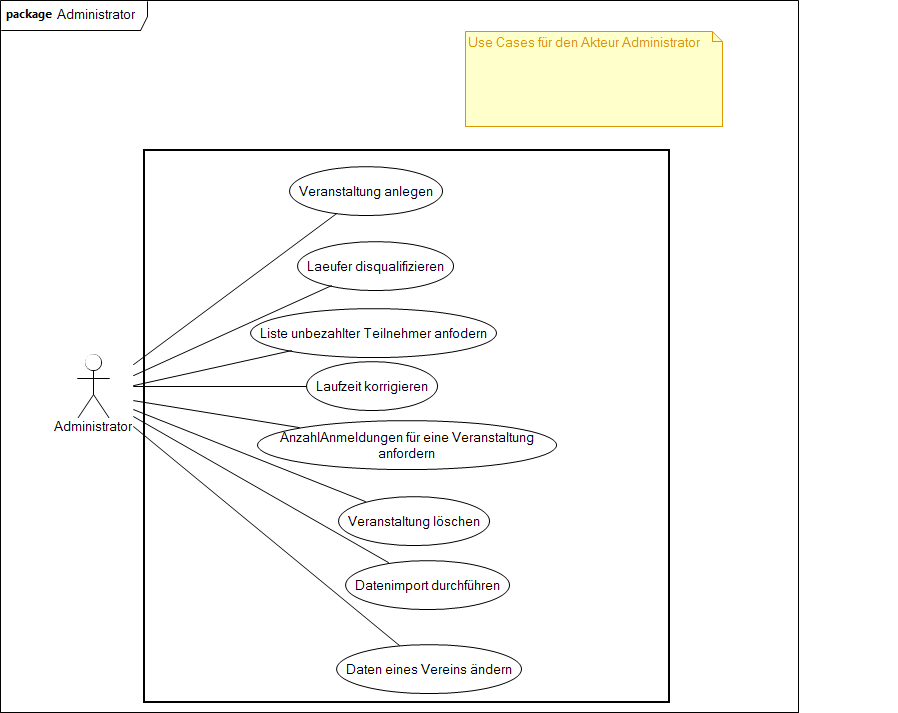 package Administrator
Use Cases für den Akteur Administrator
Veranstaltung anlegen
Laeufer disqualifizieren
Liste unbezahlter Teilnehmer anfodern
Laufzeit korrigieren
Administrator
AnzahlAnmeldungen für eine Veranstaltung
anfordern
Veranstaltung löschen
Datenimport durchführen
Daten eines Vereins ändern